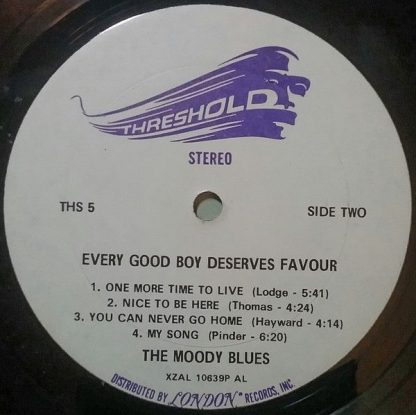 THRESHOLD
STEREO
THS 5 SIDE TWO
EVERY GOOD BOY DESERVES FAVOUR
1. ONE MORE TIME TO LIVE (Lodge - 5:41)
2. NICE TO BE HERE (Thomas - 4:24)
3. YOU CAN NEVER GO HOME (Hayward - 4:14)
4. MY SONG (Pinder - 6:20)
THE MOODY BLUES
XZAL 10639P AL
DISTRIBUTED BY LONDON® RECORDS, INC.